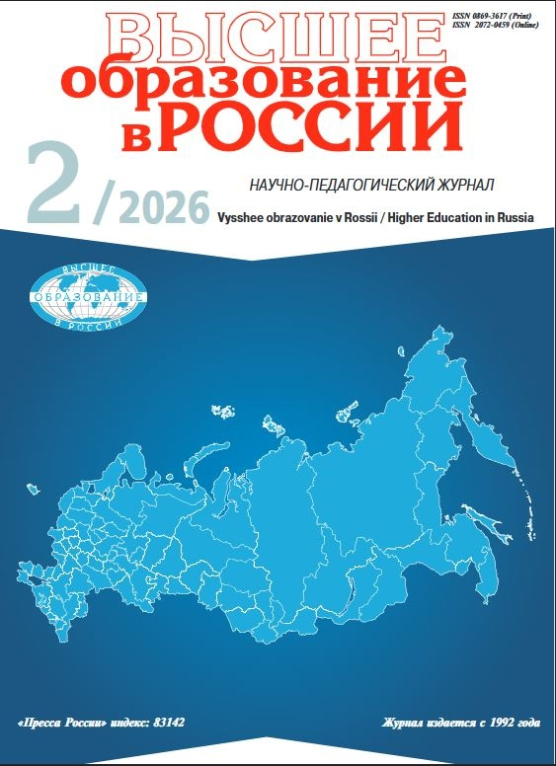 ISSN 0869-3617 (Print)
ISSN 2072-0459 (Online)
ВЫСШЕЕ
образование
в РОССИИ
2/2026
НАУЧНО-ПЕДАГОГИЧЕСКИЙ ЖУРНАЛ
Vysshee obrazovanie v Rossii / Higher Education in Russia
ВЫСШЕЕ
ОБРАЗОВАНИЕ
В РОССИИ
«Пресса России» индекс: 83142
Журнал издается с 1992 года